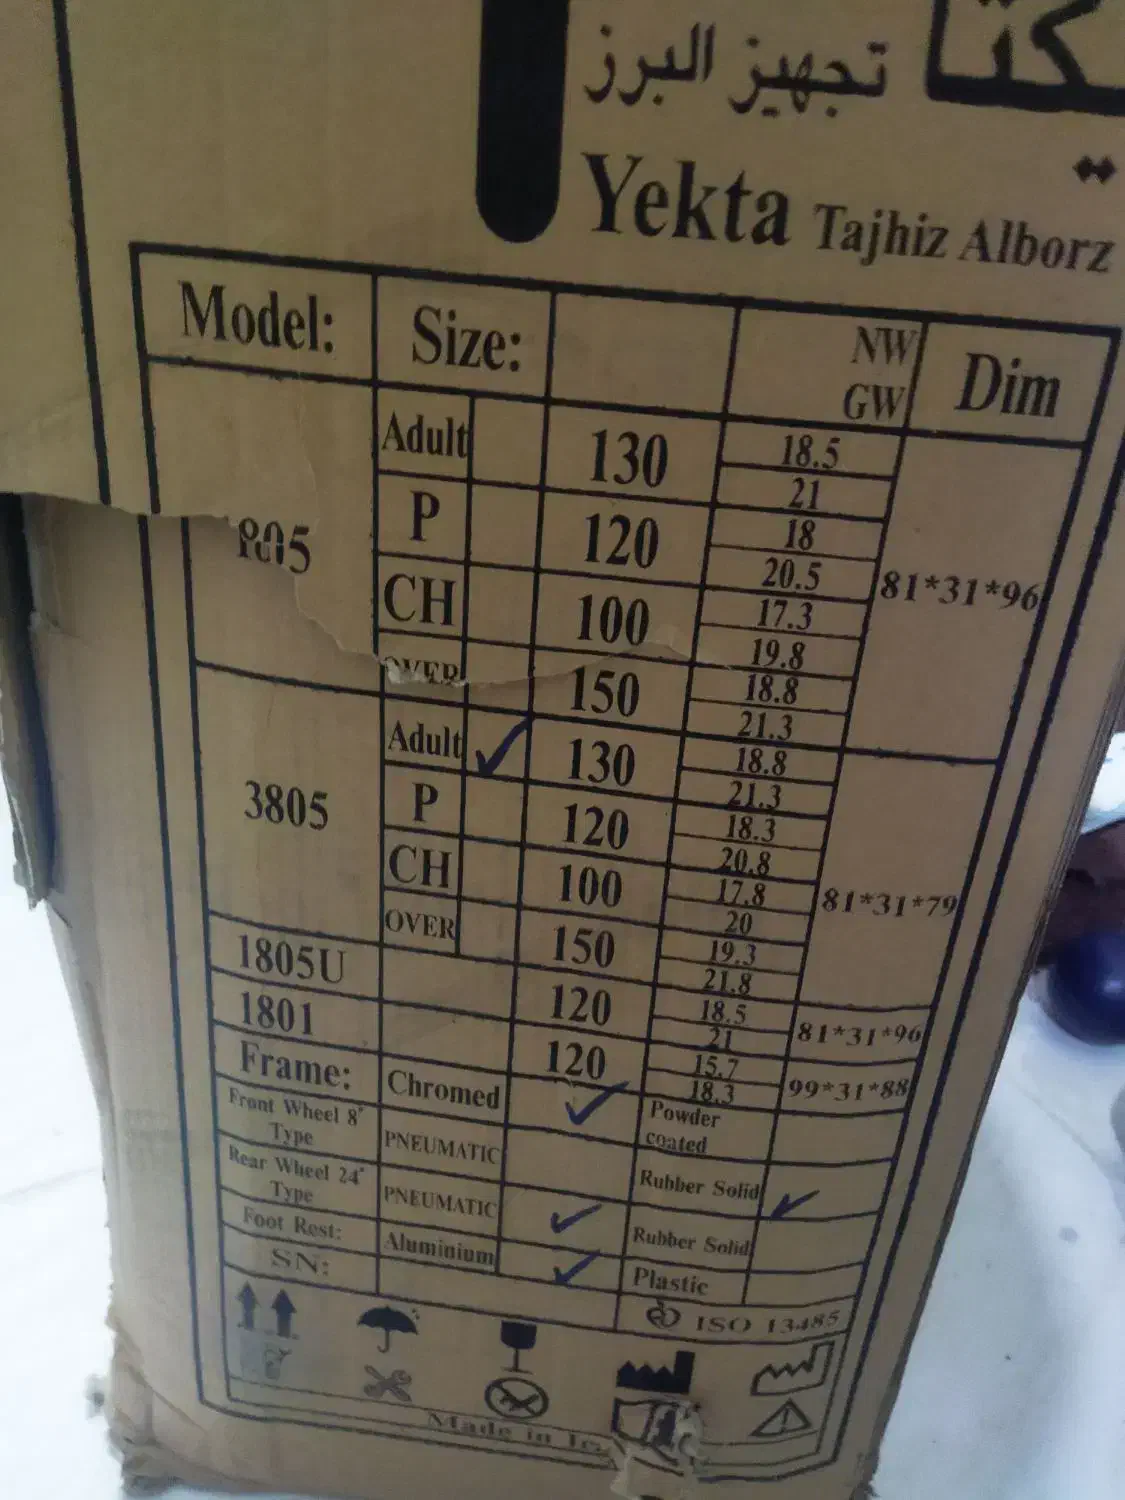 یکتا
تجهیز البرز
Yekta Tajhiz Alborz
Model: Size: NW GW Dim
805 Adult 130 18.5 21 81*31*96
P 120 18 20.5
CH 100 17.3 19.8
OVER 150 18.8 21.3
3805 Adult ✓ 130 18.8 21.3 81*31*79
P 120 18.3 20.8
CH 100 17.8 20
OVER 150 19.3 21.8
1805U 120 18.5 21 81*31*96
1801 120 15.7 18.3 99*31*88
Frame: Chromed ✓ Powder coated
Front Wheel 8" Type PNEUMATIC Rubber Solid ✓
Rear Wheel 24" Type PNEUMATIC ✓ Rubber Solid
Foot Rest: Aluminium ✓ Plastic
SN: ISO 13485
Made in